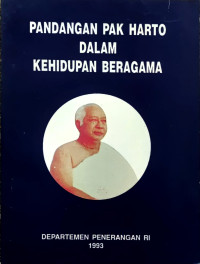 PANDANGAN PAK HARTO
DALAM
KEHIDUPAN BERAGAMA
DEPARTEMEN PENERANGAN RI
1993